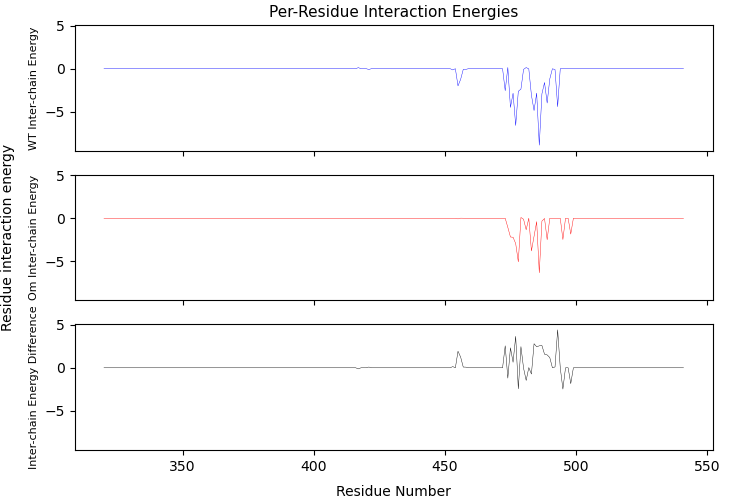 Per-Residue Interaction Energies
Residue interaction energy
WT Inter-chain Energy
5
0
−5
Om Inter-chain Energy
5
0
−5
Inter-chain Energy Difference
5
0
−5
350 400 450 500 550
Residue Number